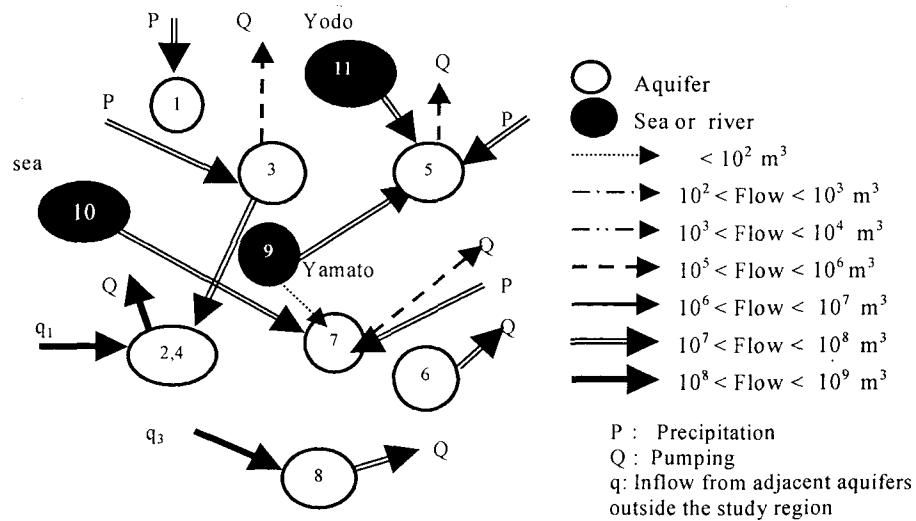 P
Q
Yodo
11
Q
1
P
P
3
5
sea
10
9
Yamato
Q
Q
P
7
Q
q₁
2,4
6
q₃
Q
8
Aquifer
Sea or river
< 10² m³
10² < Flow < 10³ m³
10³ < Flow < 10⁴ m³
10⁵ < Flow < 10⁶ m³
10⁶ < Flow < 10⁷ m³
10⁷ < Flow < 10⁸ m³
10⁸ < Flow < 10⁹ m³
P : Precipitation
Q : Pumping
q: Inflow from adjacent aquifers
outside the study region